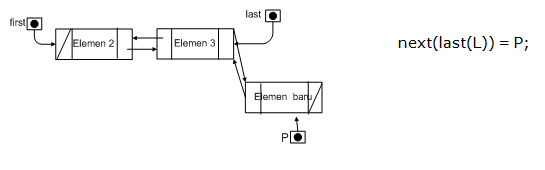 first
last
Elemen 2
Elemen 3
next(last(L)) = P;
Elemen baru
P